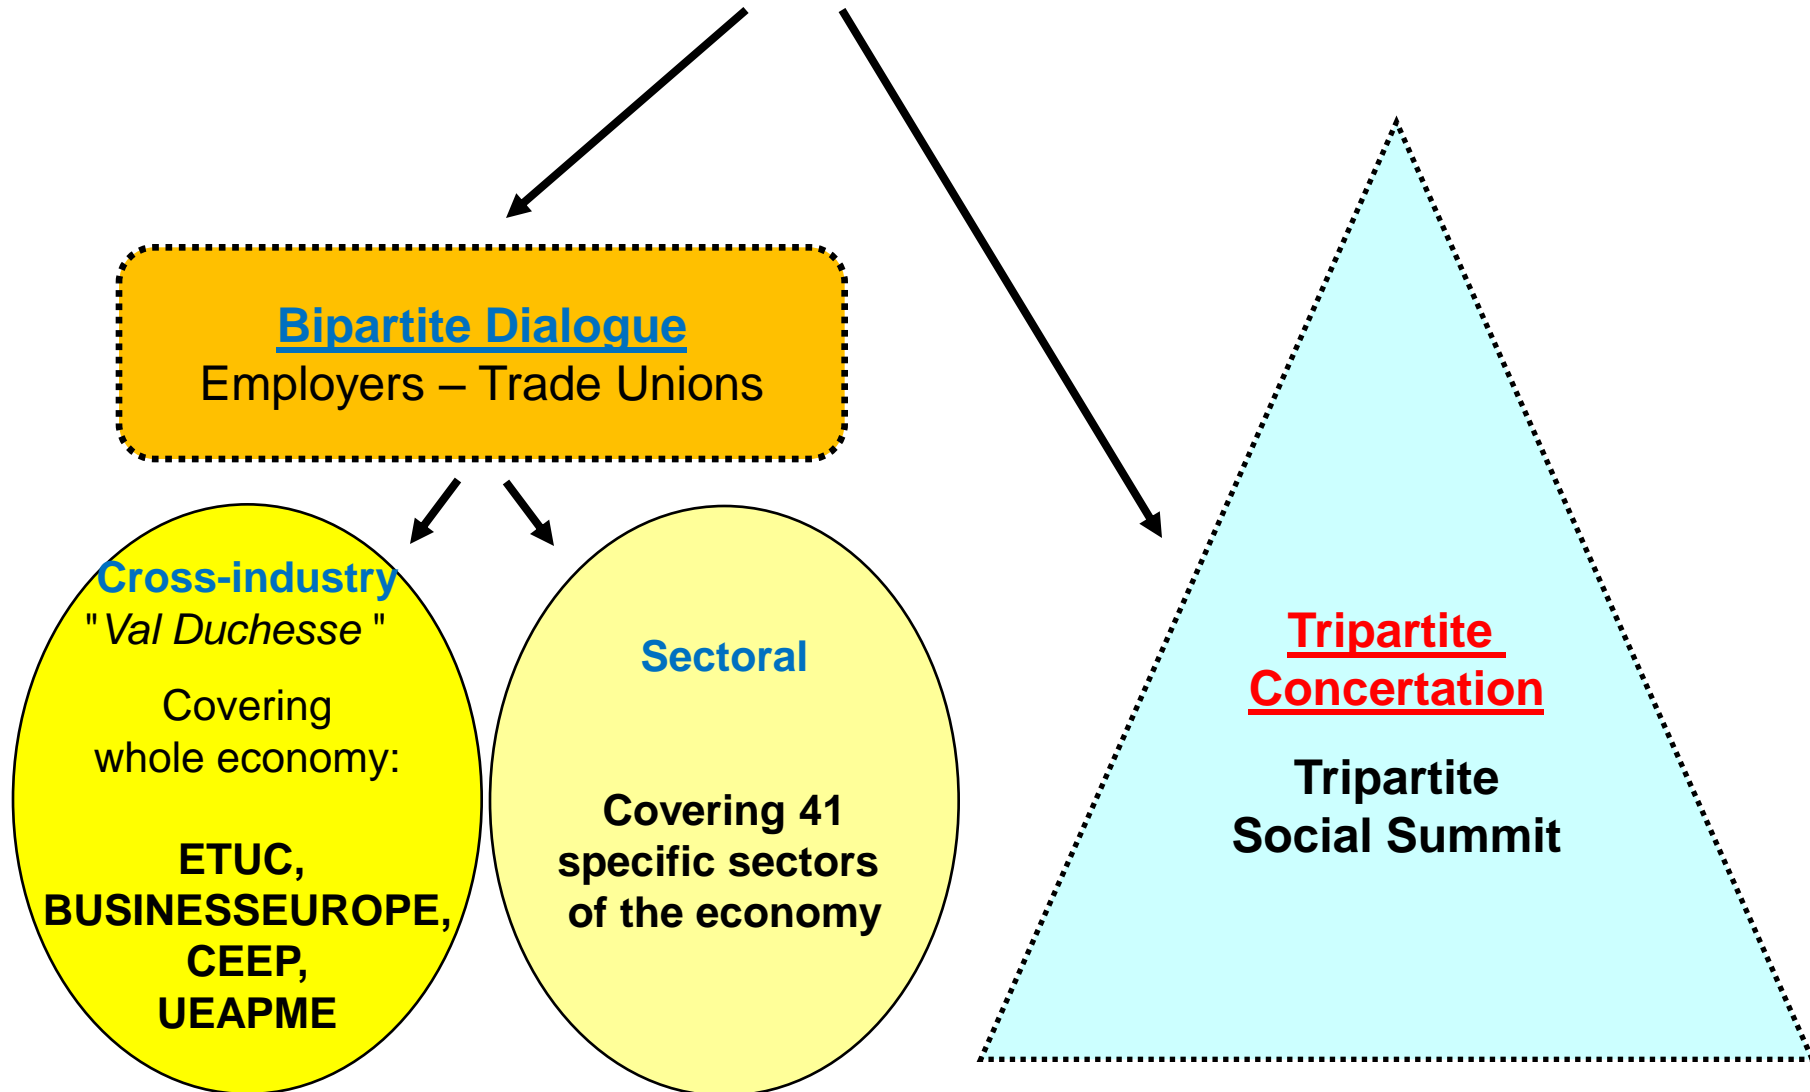 Bipartite Dialogue
Employers – Trade Unions
Cross-industry
"Val Duchesse "
Covering
whole economy:
ETUC,
BUSINESSEUROPE,
CEEP,
UEAPME
Sectoral
Covering 41
specific sectors
of the economy
Tripartite
Concertation
Tripartite
Social Summit